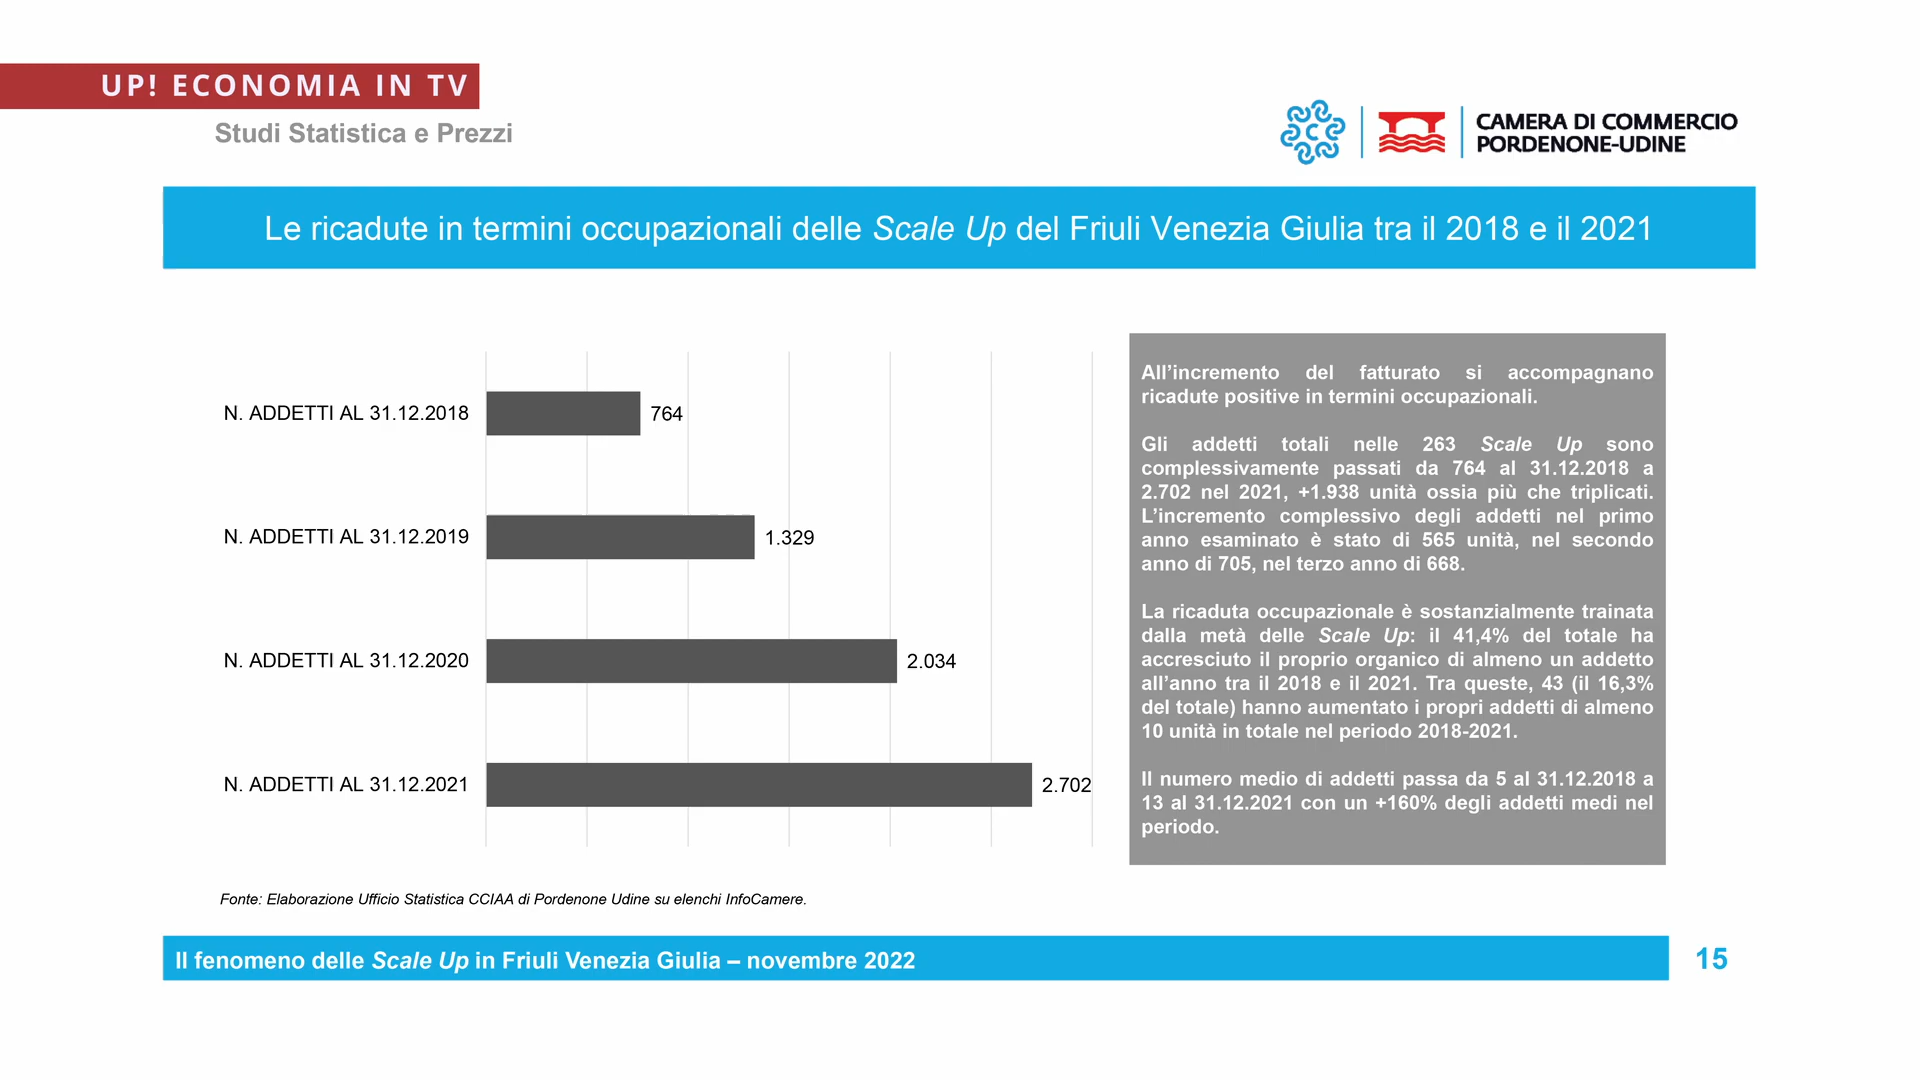 UP! ECONOMIA IN TV
Studi Statistica e Prezzi
CAMERA DI COMMERCIO
PORDENONE-UDINE
Le ricadute in termini occupazionali delle Scale Up del Friuli Venezia Giulia tra il 2018 e il 2021
N. ADDETTI AL 31.12.2018
764
N. ADDETTI AL 31.12.2019
1.329
N. ADDETTI AL 31.12.2020
2.034
N. ADDETTI AL 31.12.2021
2.702
All’incremento del fatturato si accompagnano
ricadute positive in termini occupazionali.
Gli addetti totali nelle 263 Scale Up sono
complessivamente passati da 764 al 31.12.2018 a
2.702 nel 2021, +1.938 unità ossia più che triplicati.
L’incremento complessivo degli addetti nel primo
anno esaminato è stato di 565 unità, nel secondo
anno di 705, nel terzo anno di 668.
La ricaduta occupazionale è sostanzialmente trainata
dalla metà delle Scale Up: il 41,4% del totale ha
accresciuto il proprio organico di almeno un addetto
all’anno tra il 2018 e il 2021. Tra queste, 43 (il 16,3%
del totale) hanno aumentato i propri addetti di almeno
10 unità in totale nel periodo 2018-2021.
Il numero medio di addetti passa da 5 al 31.12.2018 a
13 al 31.12.2021 con un +160% degli addetti medi nel
periodo.
Fonte: Elaborazione Ufficio Statistica CCIAA di Pordenone Udine su elenchi InfoCamere.
Il fenomeno delle Scale Up in Friuli Venezia Giulia – novembre 2022
15